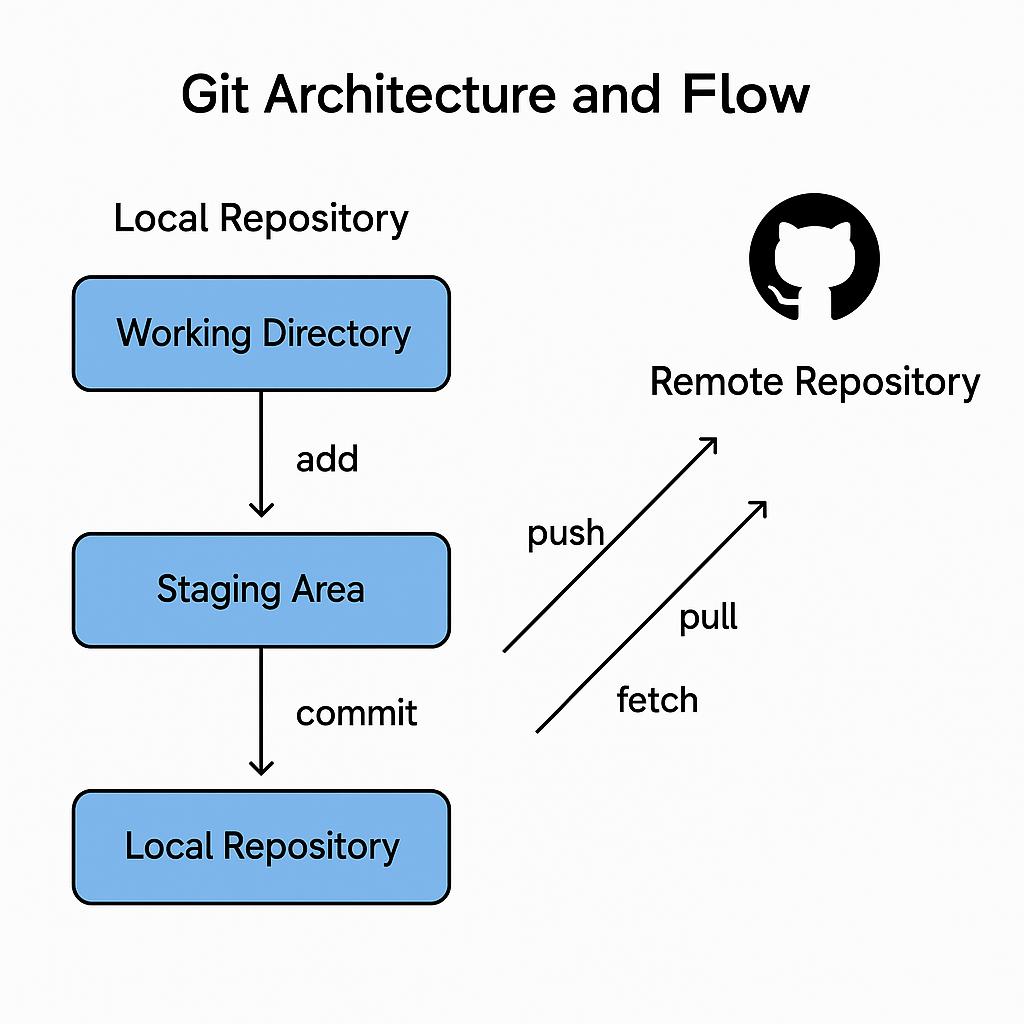 Git Architecture and Flow
Local Repository
Working Directory
add
Staging Area
commit
Local Repository
Remote Repository
push
pull
fetch